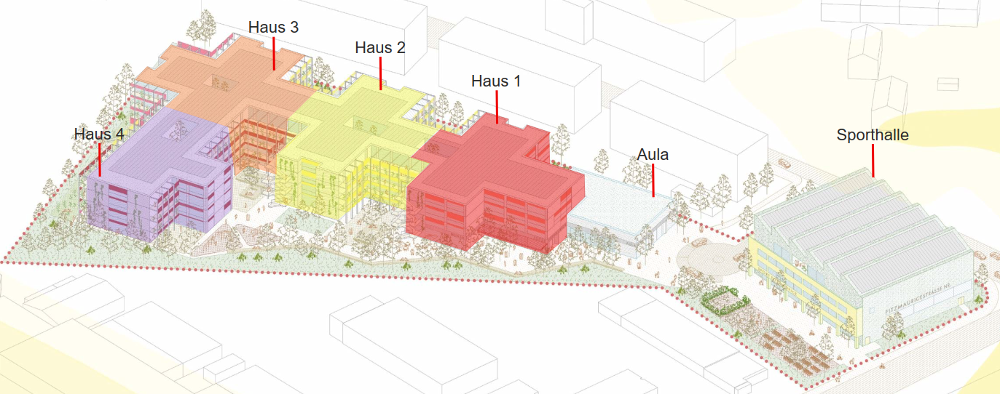 Haus 3
Haus 2
Haus 1
Haus 4
Sporthalle
Aula
FITZMAURICESTRASSE NR.